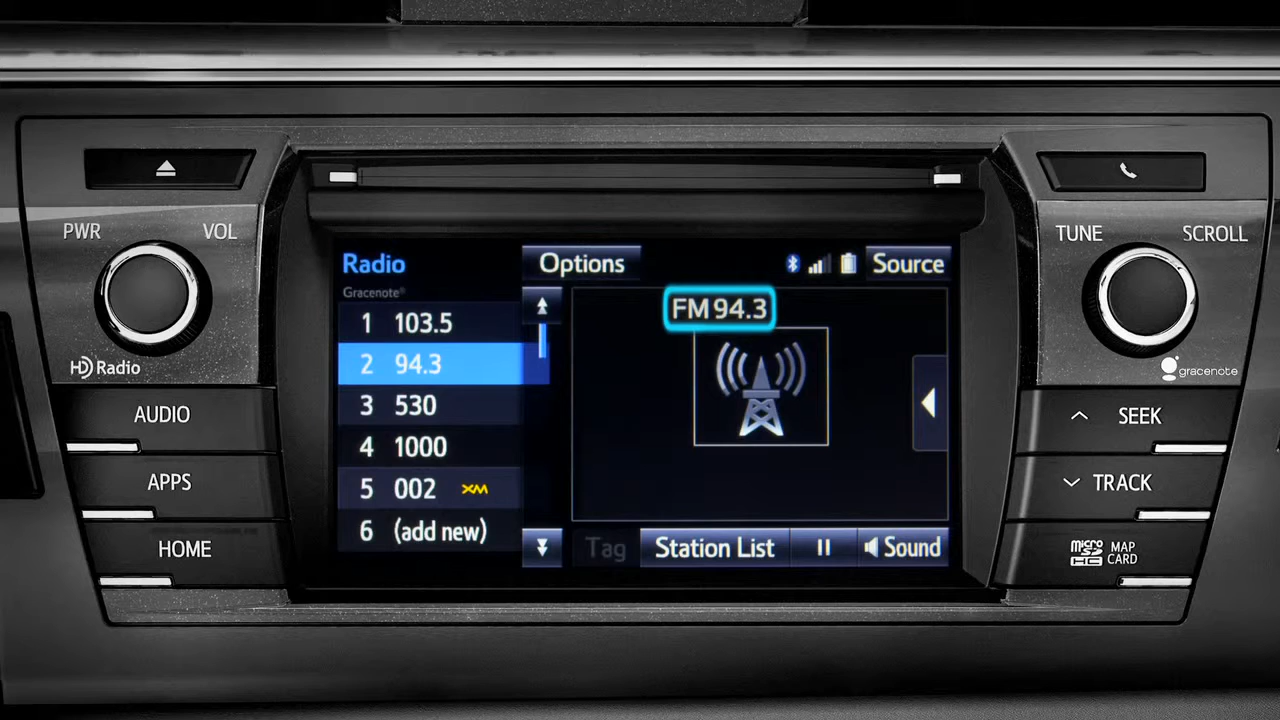 PWR
VOL
HD Radio
AUDIO
APPS
HOME
Radio
Gracenote®
1 103.5
2 94.3
3 530
4 1000
5 002 XM
6 (add new)
Options
Source
FM 94.3
Tag
Station List
Sound
TUNE
SCROLL
gracenote
SEEK
TRACK
micro SD HC
MAP
CARD